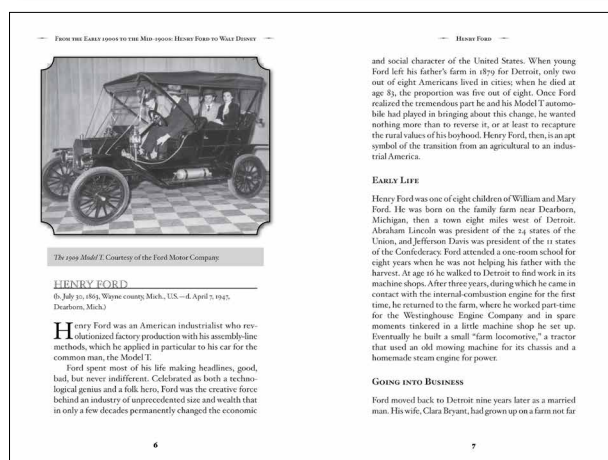 From the Early 1900s to the Mid-1900s: Henry Ford to Walt Disney
The 1909 Model T. Courtesy of the Ford Motor Company
HENRY FORD
(b. July 30, 1863, Wayne county, Mich., U.S.—d. April 7, 1947,
Dearborn, Mich.)
Henry Ford was an American industrialist who rev-
olutionized factory production with his assembly-line
methods, which he applied in particular to his car for the
common man, the Model T.
Ford spent most of his life making headlines, good,
bad, but never indifferent. Celebrated as both a techno-
logical genius and a folk hero, Ford was the creative force
behind an industry of unprecedented size and wealth that
in only a few decades permanently changed the economic
6
Henry Ford
and social character of the United States. When young
Ford left his father's farm in 1879 for Detroit, only two
out of eight Americans lived in cities; when he died at
age 83, the proportion was five out of eight. Once Ford
realized the tremendous part he and his Model T automo-
bile had played in bringing about this change, he wanted
nothing more than to reverse it, or at least to recapture
the rural values of his boyhood. Henry Ford, then, is an apt
symbol of the transition from an agricultural to an indus-
trial America.
Early Life
Henry Ford was one of eight children of William and Mary
Ford. He was born on the family farm near Dearborn,
Michigan, then a town eight miles west of Detroit.
Abraham Lincoln was president of the 24 states of the
Union, and Jefferson Davis was president of the 11 states
of the Confederacy. Ford attended a one-room school for
eight years when he was not helping his father with the
harvest. At age 16 he walked to Detroit to find work in its
machine shops. After three years, during which he came in
contact with the internal-combustion engine for the first
time, he returned to the farm, where he worked part-time
for the Westinghouse Engine Company and in spare
moments tinkered in a little machine shop he set up.
Eventually he built a small "farm locomotive," a tractor
that used an old mowing machine for its chassis and a
homemade steam engine for power.
Going into Business
Ford moved back to Detroit nine years later as a married
man. His wife, Clara Bryant, had grown up on a farm not far
7